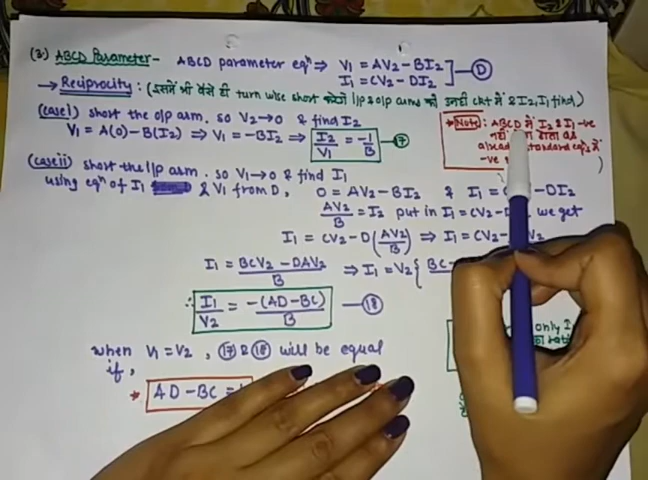 (3.) ABCD Parameter - ABCD parameter eqⁿ ⇒ V1 = AV2 - BI2
I1 = CV2 - DI2 ] — (D)
→ Reciprocity : (इसमें भी वैसे ही turn wise short करेंगे I/p & o/p arms को उनही ckt में & I2, I1 find,)
(case i) short the o/p arm. so V2→0 & find I2
V1 = A(0) - B(I2) ⇒ V1 = -BI2 ⇒ I2/V1 = -1/B — (17)
* Note: ABCD में I2 & I1 -ve
नहीं होता as
already standard eqⁿs में
-ve
(case ii) short the I/p arm. so V1→0 & find I1
using eqⁿ of I1 & V1 from D, 0 = AV2 - BI2 & I1 = - DI2
AV2/B = I2 put in I1 = CV2 - we get
I1 = CV2 - D(AV2/B) ⇒ I1 = CV2 -
I1 = BCV2 - DAV2 / B ⇒ I1 = V2 { BC
∴ I1/V2 = -(AD - BC)/B — (18)
only I
when V1 = V2 , (17) & (18) will be equal
if,
* AD - BC =